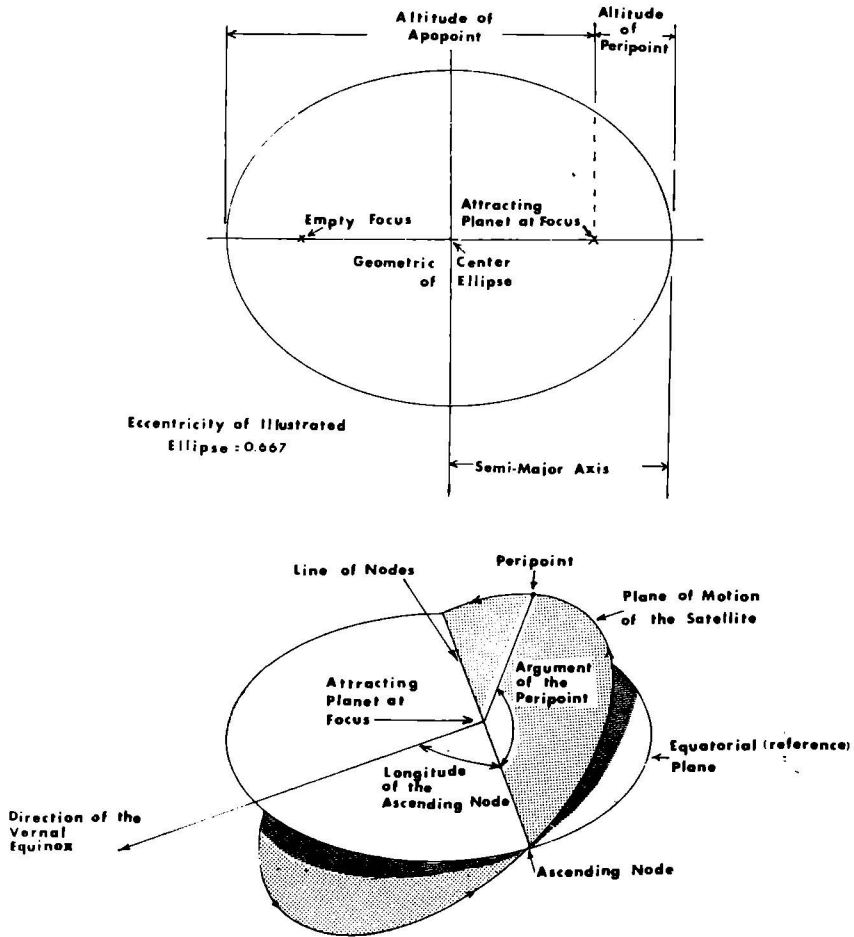 Altitude of
Apopoint
Altitude
of
Peripoint
Empty Focus
Attracting
Planet at Focus
Geometric Center
of Ellipse
Eccentricity of Illustrated
Ellipse : 0.667
Semi-Major Axis
Peripoint
Line of Nodes
Plane of Motion
of the Satellite
Argument
of the
Peripoint
Attracting
Planet at
Focus
Equatorial (reference)
Plane
Longitude
of the
Ascending Node
Direction of the
Vernal
Equinox
Ascending Node